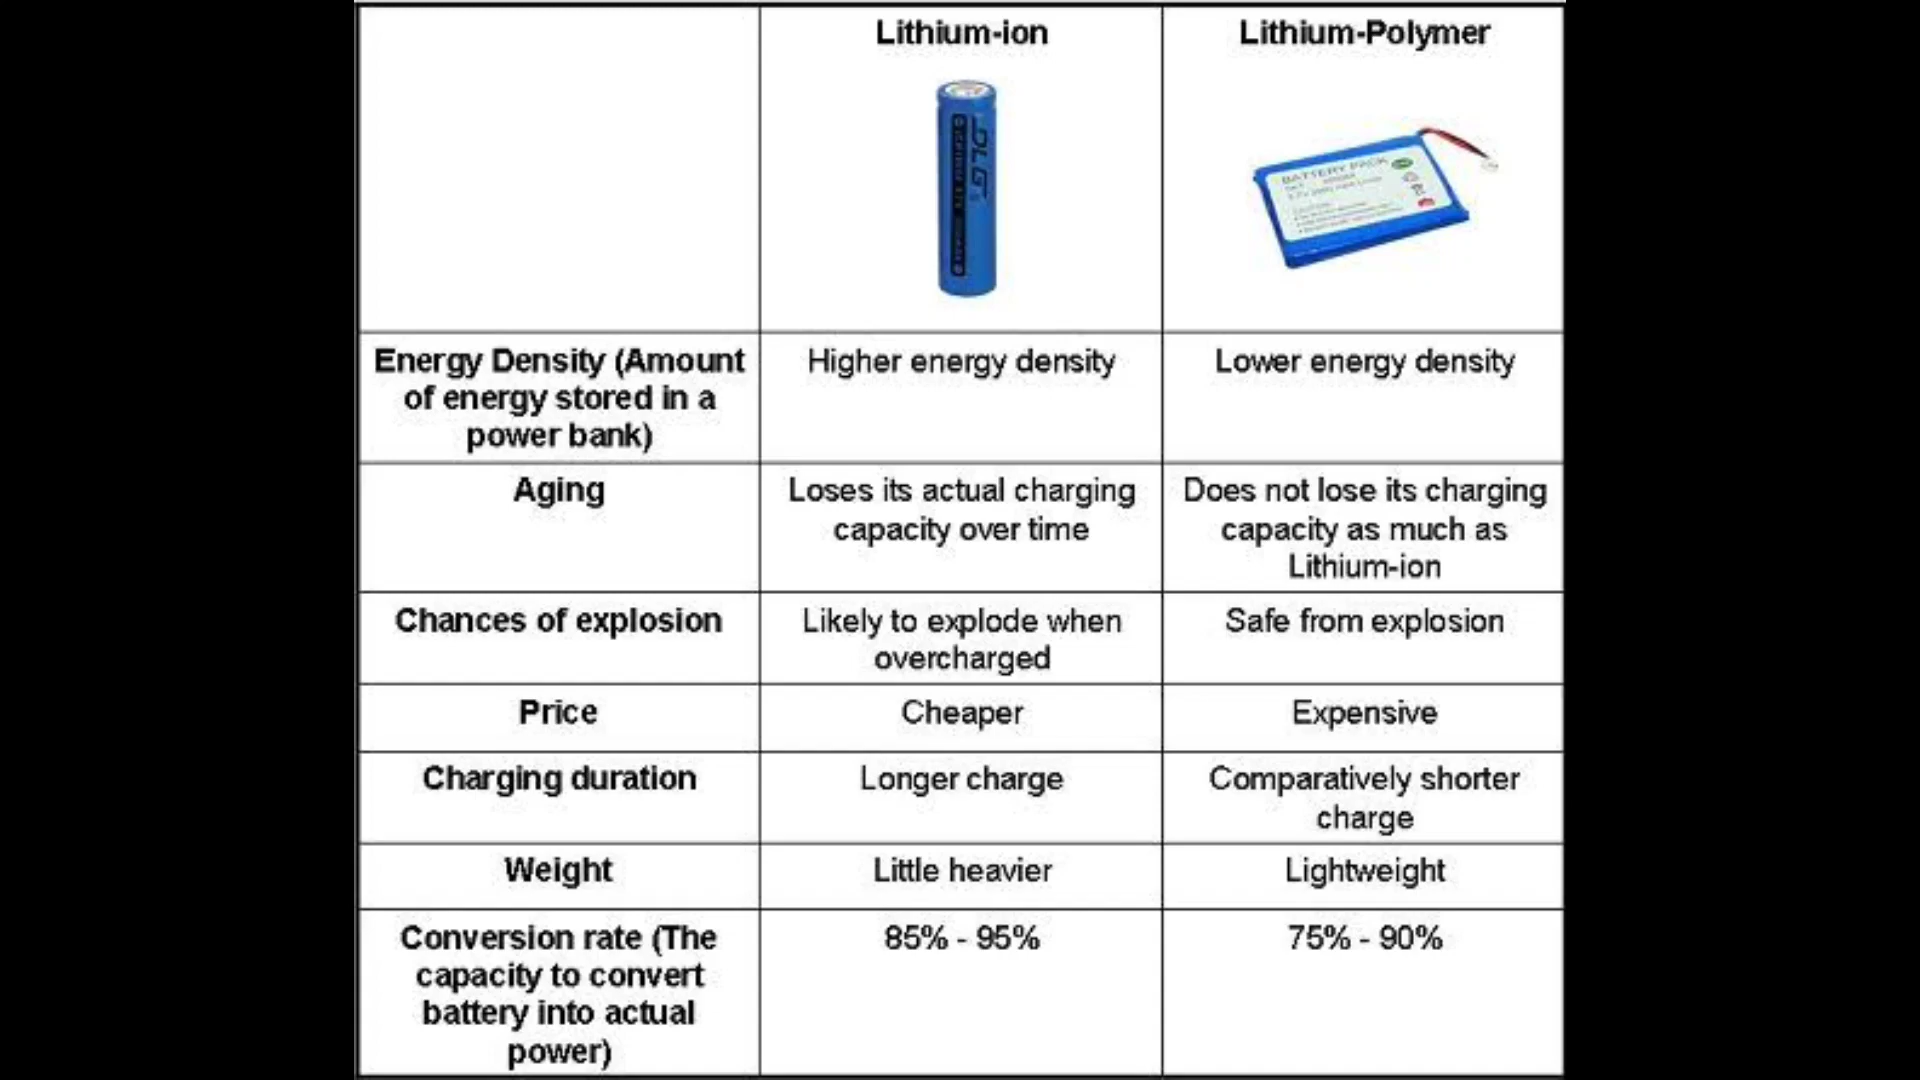 Lithium-ion
Lithium-Polymer
DLG
BATTERY PACK
Energy Density (Amount
of energy stored in a
power bank)
Higher energy density
Lower energy density
Aging
Loses its actual charging
capacity over time
Does not lose its charging
capacity as much as
Lithium-ion
Chances of explosion
Likely to explode when
overcharged
Safe from explosion
Price
Cheaper
Expensive
Charging duration
Longer charge
Comparatively shorter
charge
Weight
Little heavier
Lightweight
Conversion rate (The
capacity to convert
battery into actual
power)
85% - 95%
75% - 90%